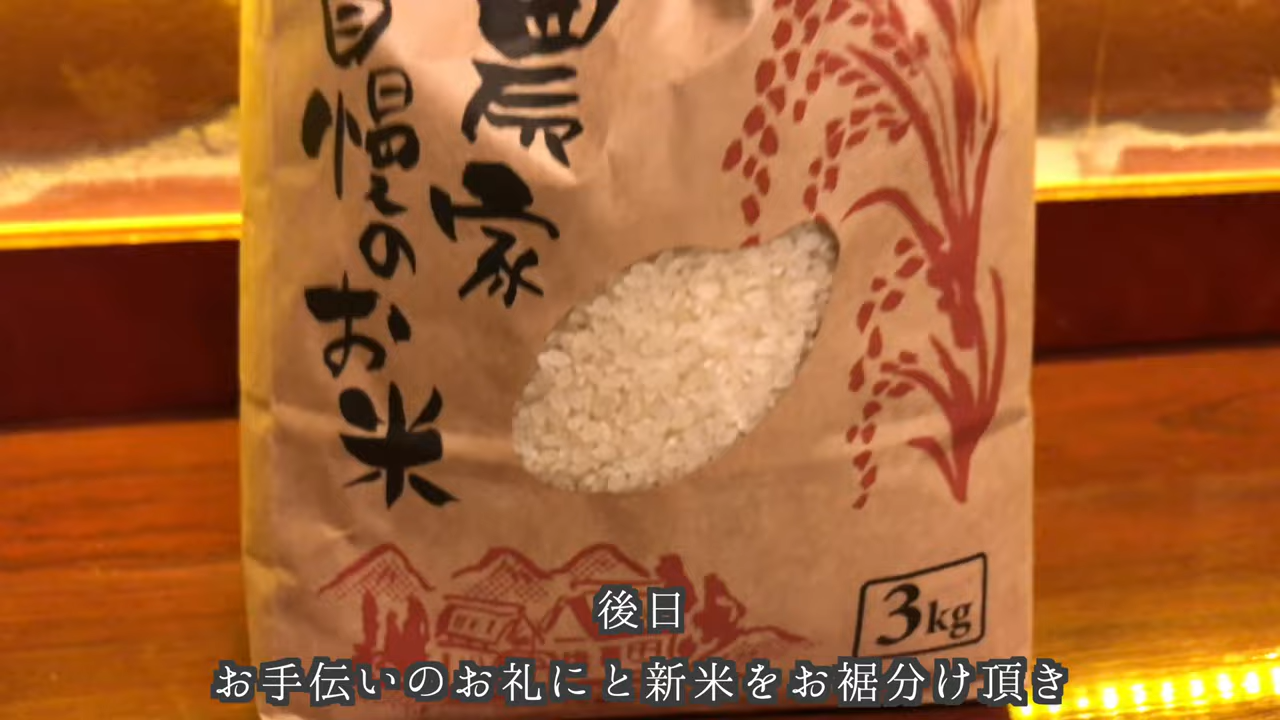 農家
自慢の
お米
3kg
後日
お手伝いのお礼にと新米をお裾分け頂き